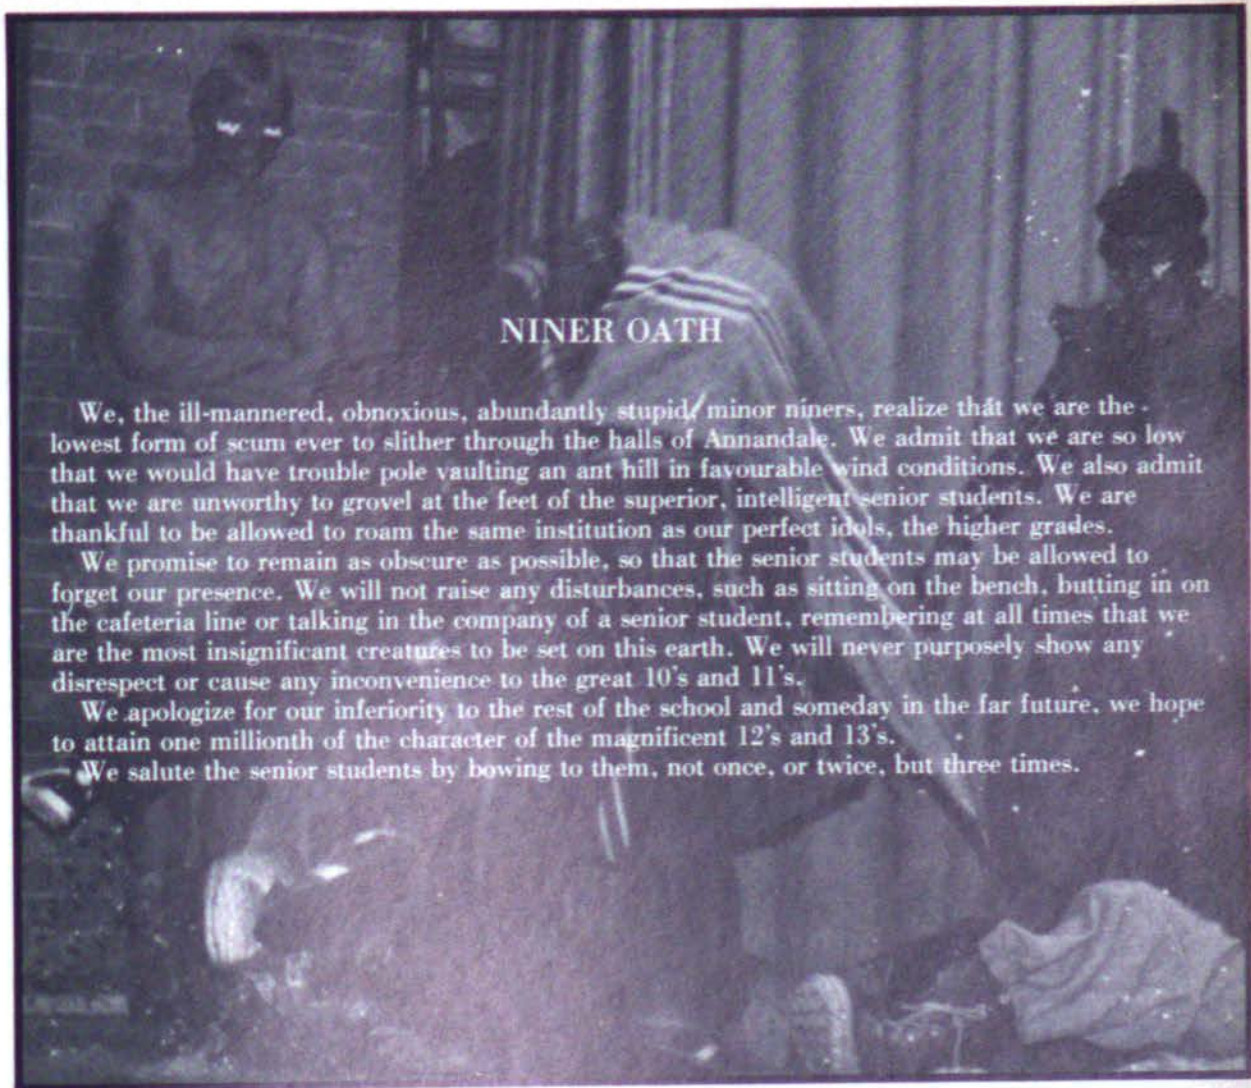 NINER OATH
We, the ill-mannered, obnoxious, abundantly stupid, minor niners, realize that we are the
lowest form of scum ever to slither through the halls of Annandale. We admit that we are so low
that we would have trouble pole vaulting an ant hill in favourable wind conditions. We also admit
that we are unworthy to grovel at the feet of the superior, intelligent senior students. We are
thankful to be allowed to roam the same institution as our perfect idols, the higher grades.
We promise to remain as obscure as possible, so that the senior students may be allowed to
forget our presence. We will not raise any disturbances, such as sitting on the bench, butting in on
the cafeteria line or talking in the company of a senior student, remembering at all times that we
are the most insignificant creatures to be set on this earth. We will never purposely show any
disrespect or cause any inconvenience to the great 10's and 11's.
We apologize for our inferiority to the rest of the school and someday in the far future, we hope
to attain one millionth of the character of the magnificent 12's and 13's.
We salute the senior students by bowing to them, not once, or twice, but three times.